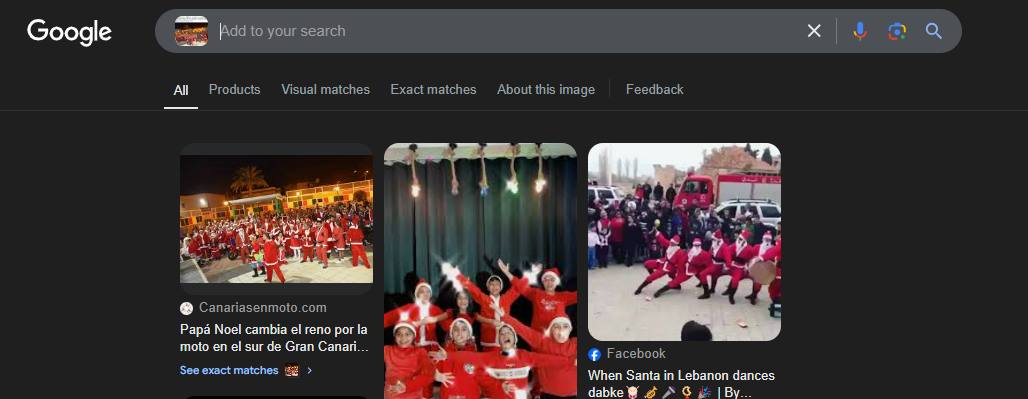 Google
Add to your search
All
Products
Visual matches
Exact matches
About this image
Feedback
Canariasenmoto.com
Papá Noel cambia el reno por la
moto en el sur de Gran Canari...
See exact matches
Facebook
When Santa in Lebanon dances
dabke🥁 🎺 🎤 💃 🎉 | By...